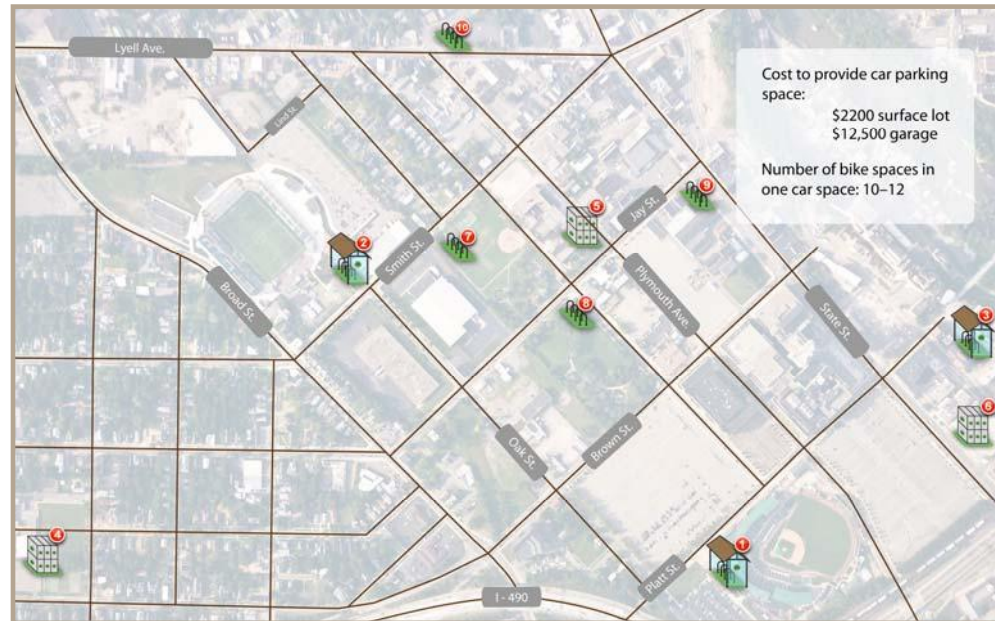 10
Lyell Ave.
Cost to provide car parking
space:
$2200 surface lot
$12,500 garage
Number of bike spaces in
one car space: 10–12
Lind St.
9
5
Jay St.
2
7
Smith St.
Broad St.
8
Plymouth Ave.
State St.
3
6
Oak St.
Brown St.
4
1
Platt St.
I - 490